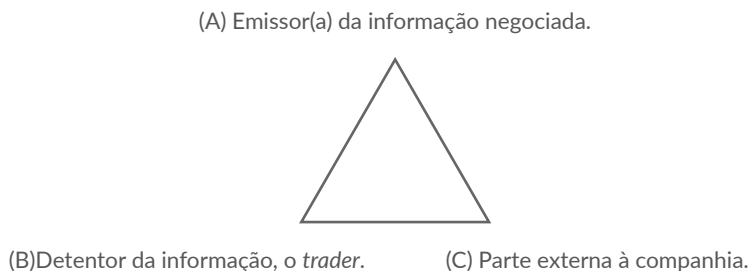 (A) Emissor(a) da informação negociada.
(B)Detentor da informação, o trader.
(C) Parte externa à companhia.